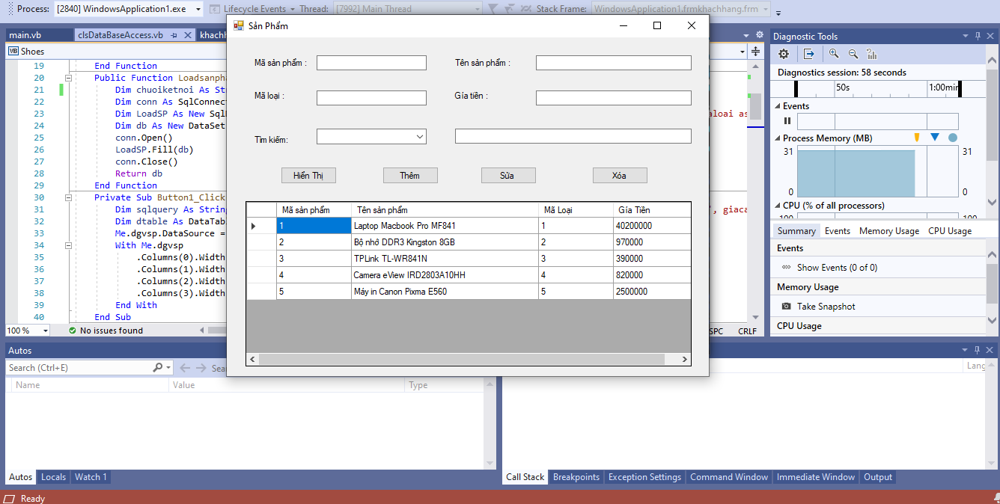 Process: [2840] WindowsApplication1.exe Lifecycle Events Thread: [7992] Main Thread Stack Frame: WindowsApplication1.frmkhachhang.frm
main.vb clsDataBaseAccess.vb khachh
VB Shoes
19 End Function
20 Public Function Loadsanpha
21 Dim chuoiketnoi As Str
22 Dim conn As SqlConnect
23 Dim LoadSP As New SqlD
aloai as
24 Dim db As New DataSet
25 conn.Open()
26 LoadSP.Fill(db)
27 conn.Close()
28 Return db
29 End Function
30 Private Sub Button1_Click
31 Dim sqlquery As String
", giaca
32 Dim dtable As DataTabl
33 Me.dgvsp.DataSource =
34 With Me.dgvsp
35 .Columns(0).Width
36 .Columns(1).Width
37 .Columns(2).Width
38 .Columns(3).Width
39 End With
40 End Sub
100 % No issues found
SPC CRLF
Sản Phẩm
Mã sản phẩm :
Tên sản phẩm :
Mã loại :
Gía tiền :
Tìm kiếm:
Hiển Thị Thêm Sửa Xóa
Mã sản phẩm Tên sản phẩm Mã Loại Gía Tiền
1 Laptop Macbook Pro MF841 1 40200000
2 Bộ nhớ DDR3 Kingston 8GB 2 970000
3 TPLink TL-WR841N 3 390000
4 Camera eView IRD2803A10HH 4 820000
5 Máy in Canon Pixma E560 5 2500000
Diagnostic Tools
Diagnostics session: 58 seconds
50s 1:00min
Events
Process Memory (MB)
31 31
0 0
CPU (% of all processors)
100 100
Summary Events Memory Usage CPU Usage
Events
Show Events (0 of 0)
Memory Usage
Take Snapshot
CPU Usage
Autos
Search (Ctrl+E) Sea
Name Value Type
Lang
Autos Locals Watch 1
Call Stack Breakpoints Exception Settings Command Window Immediate Window Output
Ready